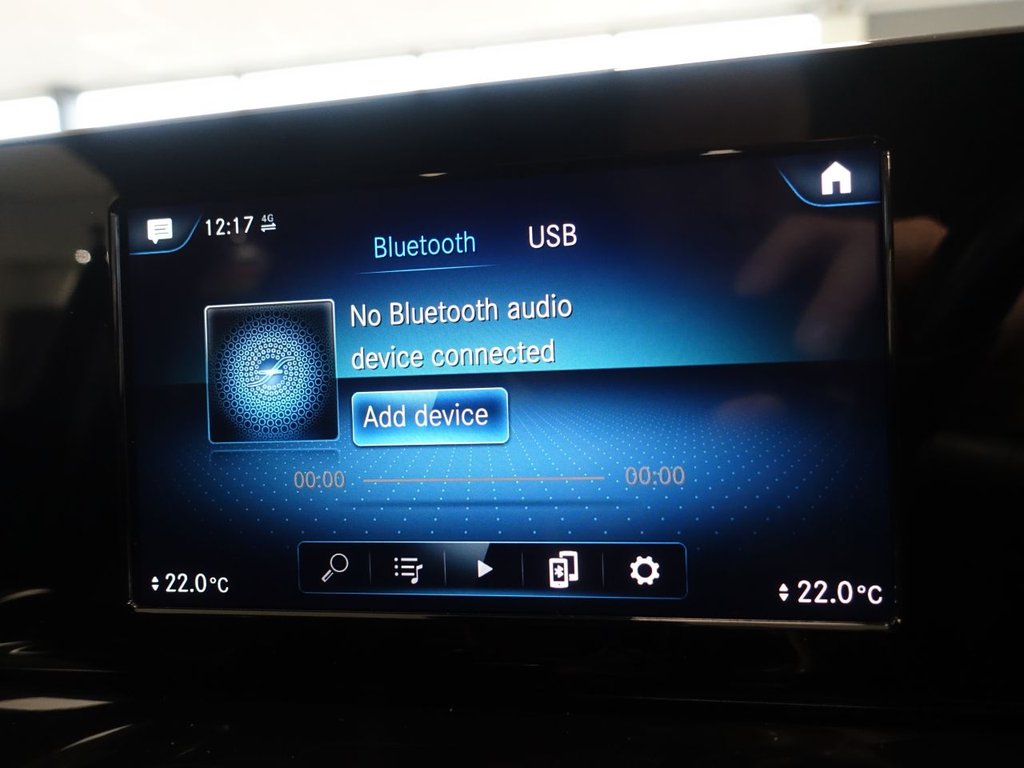 12:17 4G
Bluetooth USB
No Bluetooth audio
device connected
Add device
00:00 00:00
22.0°C 22.0°C